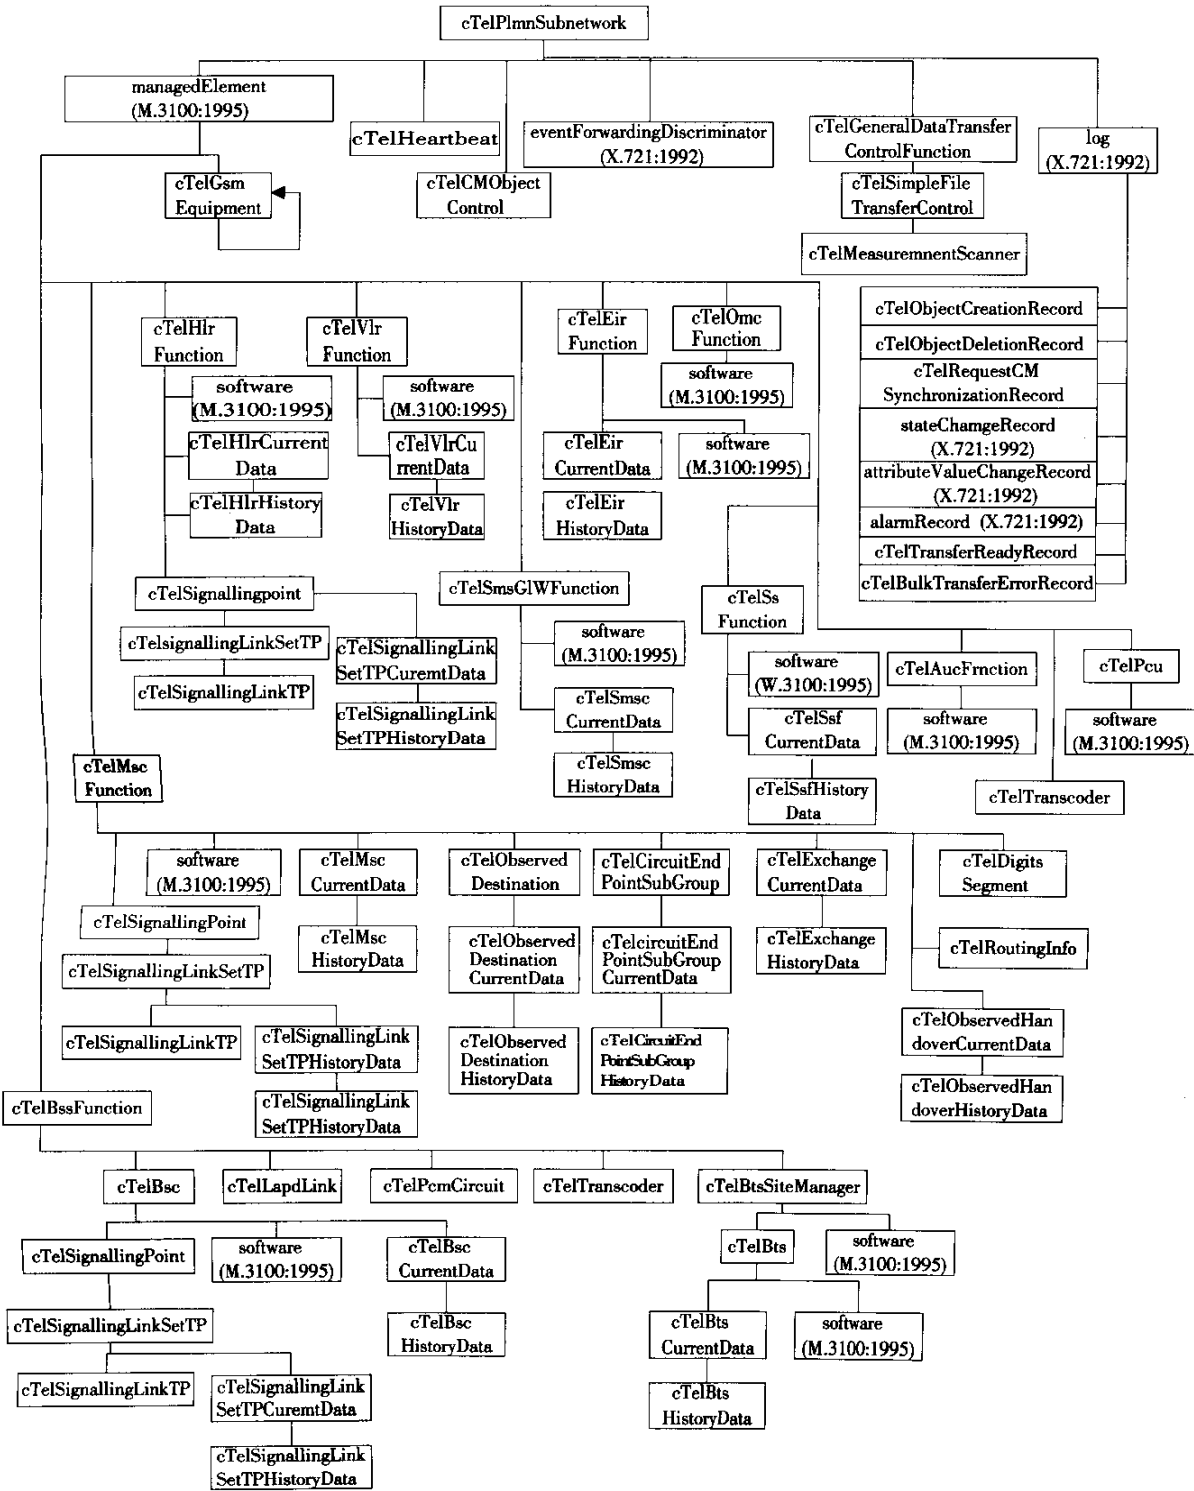 cTelPlmnSubnetwork
managedElement
(M.3100:1995)
cTelHeartbeat
eventForwardingDiscriminator
(X.721:1992)
cTelGeneralDataTransfer
ControlFunction
log
(X.721:1992)
cTelGsm
Equipment
cTelCMObject
Control
cTelSimpleFile
TransferControl
cTelMeasuremnentScanner
cTelObjectCreationRecord
cTelObjectDeletionRecord
cTelRequestCM
SynchronizationRecord
stateChangeRecord
(X.721:1992)
attributeValueChangeRecord
(X.721:1992)
alarmRecord (X.721:1992)
cTelTransferReadyRecord
cTelBulkTransferErrorRecord
cTelHlr
Function
cTelVlr
Function
cTelEir
Function
cTelOmc
Function
software
(M.3100:1995)
software
(M.3100:1995)
software
(M.3100:1995)
cTelHlrCurrent
Data
cTelVlrCu
rrentData
cTelEir
CurrentData
software
(M.3100:1995)
cTelHlrHistory
Data
cTelVlr
HistoryData
cTelEir
HistoryData
cTelSignallingpoint
cTelSmsGlWFunction
cTelSs
Function
cTelsignallingLinkSetTP
cTelSignallingLink
SetTPCuremtData
software
(M.3100:1995)
software
(W.3100:1995)
cTelAucFrnction
cTelPcu
cTelSignallingLinkTP
cTelSignallingLink
SetTPHistoryData
cTelSmsc
CurrentData
cTelSsf
CurrentData
software
(M.3100:1995)
software
(M.3100:1995)
cTelMsc
Function
cTelSmsc
HistoryData
cTelSsfHistory
Data
cTelTranscoder
software
(M.3100:1995)
cTelMsc
CurrentData
cTelObserved
Destination
cTelCircuitEnd
PointSubGroup
cTelExchange
CurrentData
cTelDigits
Segment
cTelSignallingPoint
cTelMsc
HistoryData
cTelObserved
Destination
CurrentData
cTelcircuitEnd
PointSubGroup
CurrentData
cTelExchange
HistoryData
cTelRoutingInfo
cTelSignallingLinkSetTP
cTelSignallingLinkTP
cTelSignallingLink
SetTPHistoryData
cTelObserved
Destination
HistoryData
cTelCircuitEnd
PointSubGroup
HistoryData
cTelObservedHan
doverCurrentData
cTelBssFunction
cTelSignallingLink
SetTPHistoryData
cTelObservedHan
doverHistoryData
cTelBsc
cTelLapdLink
cTelPcmCircuit
cTelTranscoder
cTelBtsSiteManager
cTelSignallingPoint
software
(M.3100:1995)
cTelBsc
CurrentData
cTelBts
software
(M.3100:1995)
cTelSignallingLinkSetTP
cTelBsc
HistoryData
cTelBts
CurrentData
software
(M.3100:1995)
cTelSignallingLinkTP
cTelSignallingLink
SetTPCuremtData
cTelBts
HistoryData
cTelSignallingLink
SetTPHistoryData